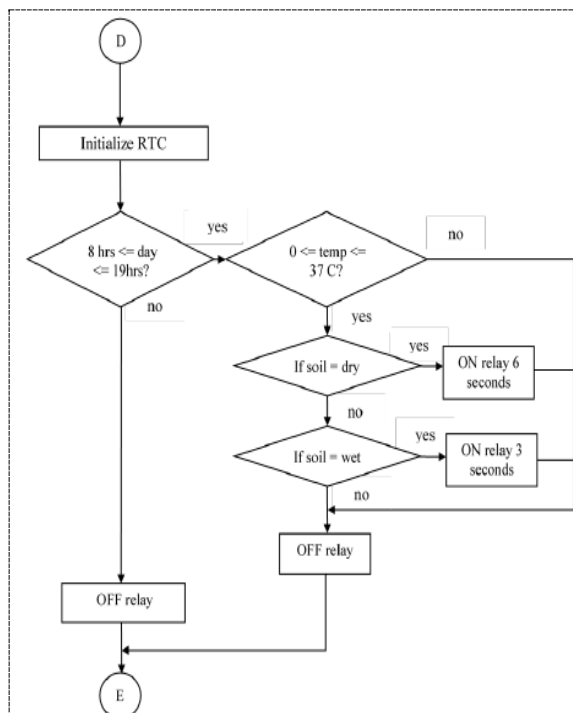 D
Initialize RTC
8 hrs <= day
<= 19hrs?
yes
0 <= temp <=
37 C?
no
no
yes
If soil = dry
yes
ON relay 6
seconds
no
If soil = wet
yes
ON relay 3
seconds
no
OFF relay
OFF relay
E